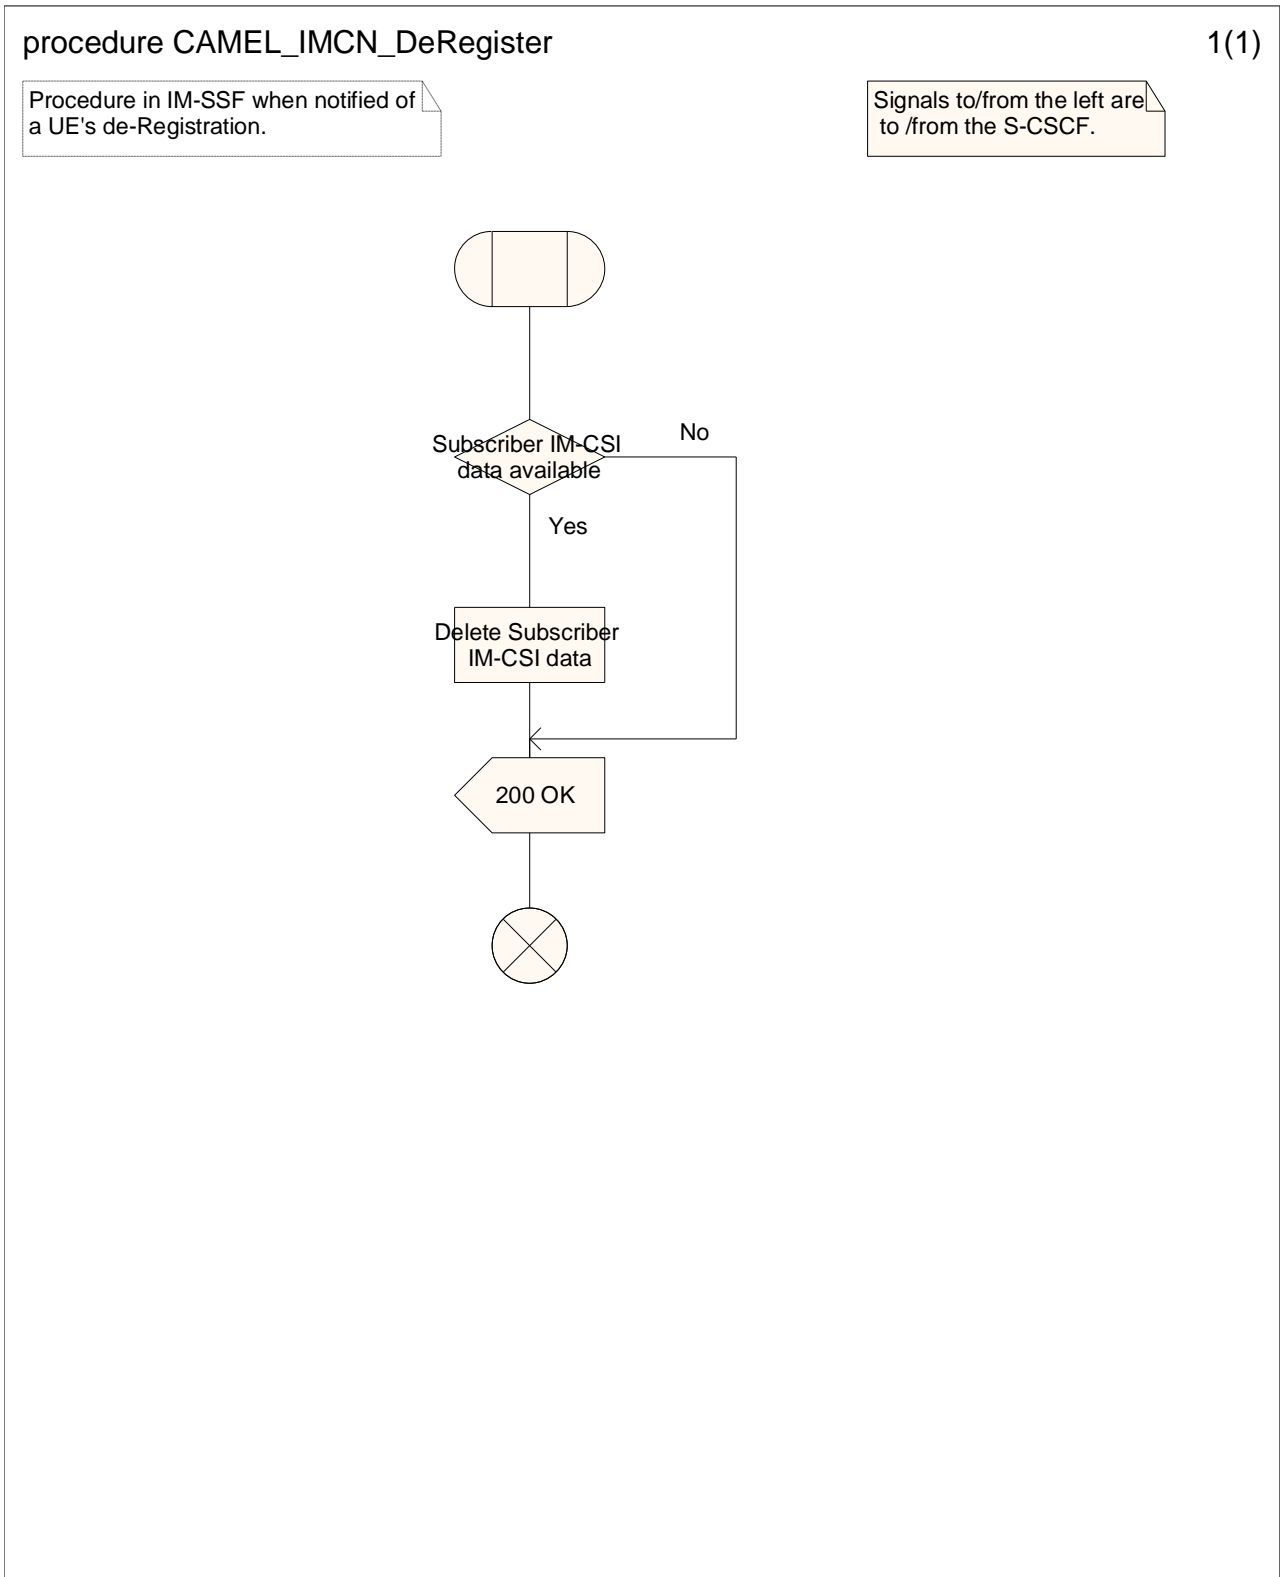 procedure CAMEL_IMCN_DeRegister
1(1)
Procedure in IM-SSF when notified of
a UE's de-Registration.
Signals to/from the left are
to /from the S-CSCF.
Subscriber IM-CSI
data available
No
Yes
Delete Subscriber
IM-CSI data
200 OK